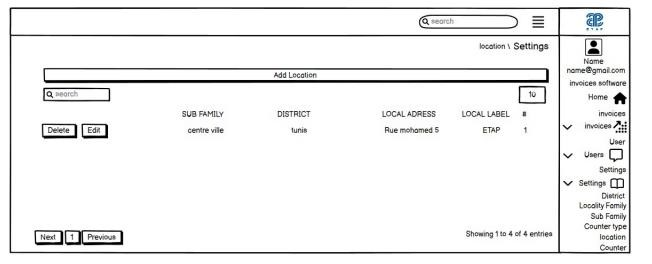 search
location \ Settings
Add Location
search
10
SUB FAMILY DISTRICT LOCAL ADRESS LOCAL LABEL #
Delete Edit centre ville tunis Rue mohamed 5 ETAP 1
Next 1 Previous
Showing 1 to 4 of 4 entries
ETAP
Name
name@gmail.com
invoices software
Home
invoices
invoices
User
Users
Settings
Settings
District
Locality Family
Sub Family
Counter type
location
Counter